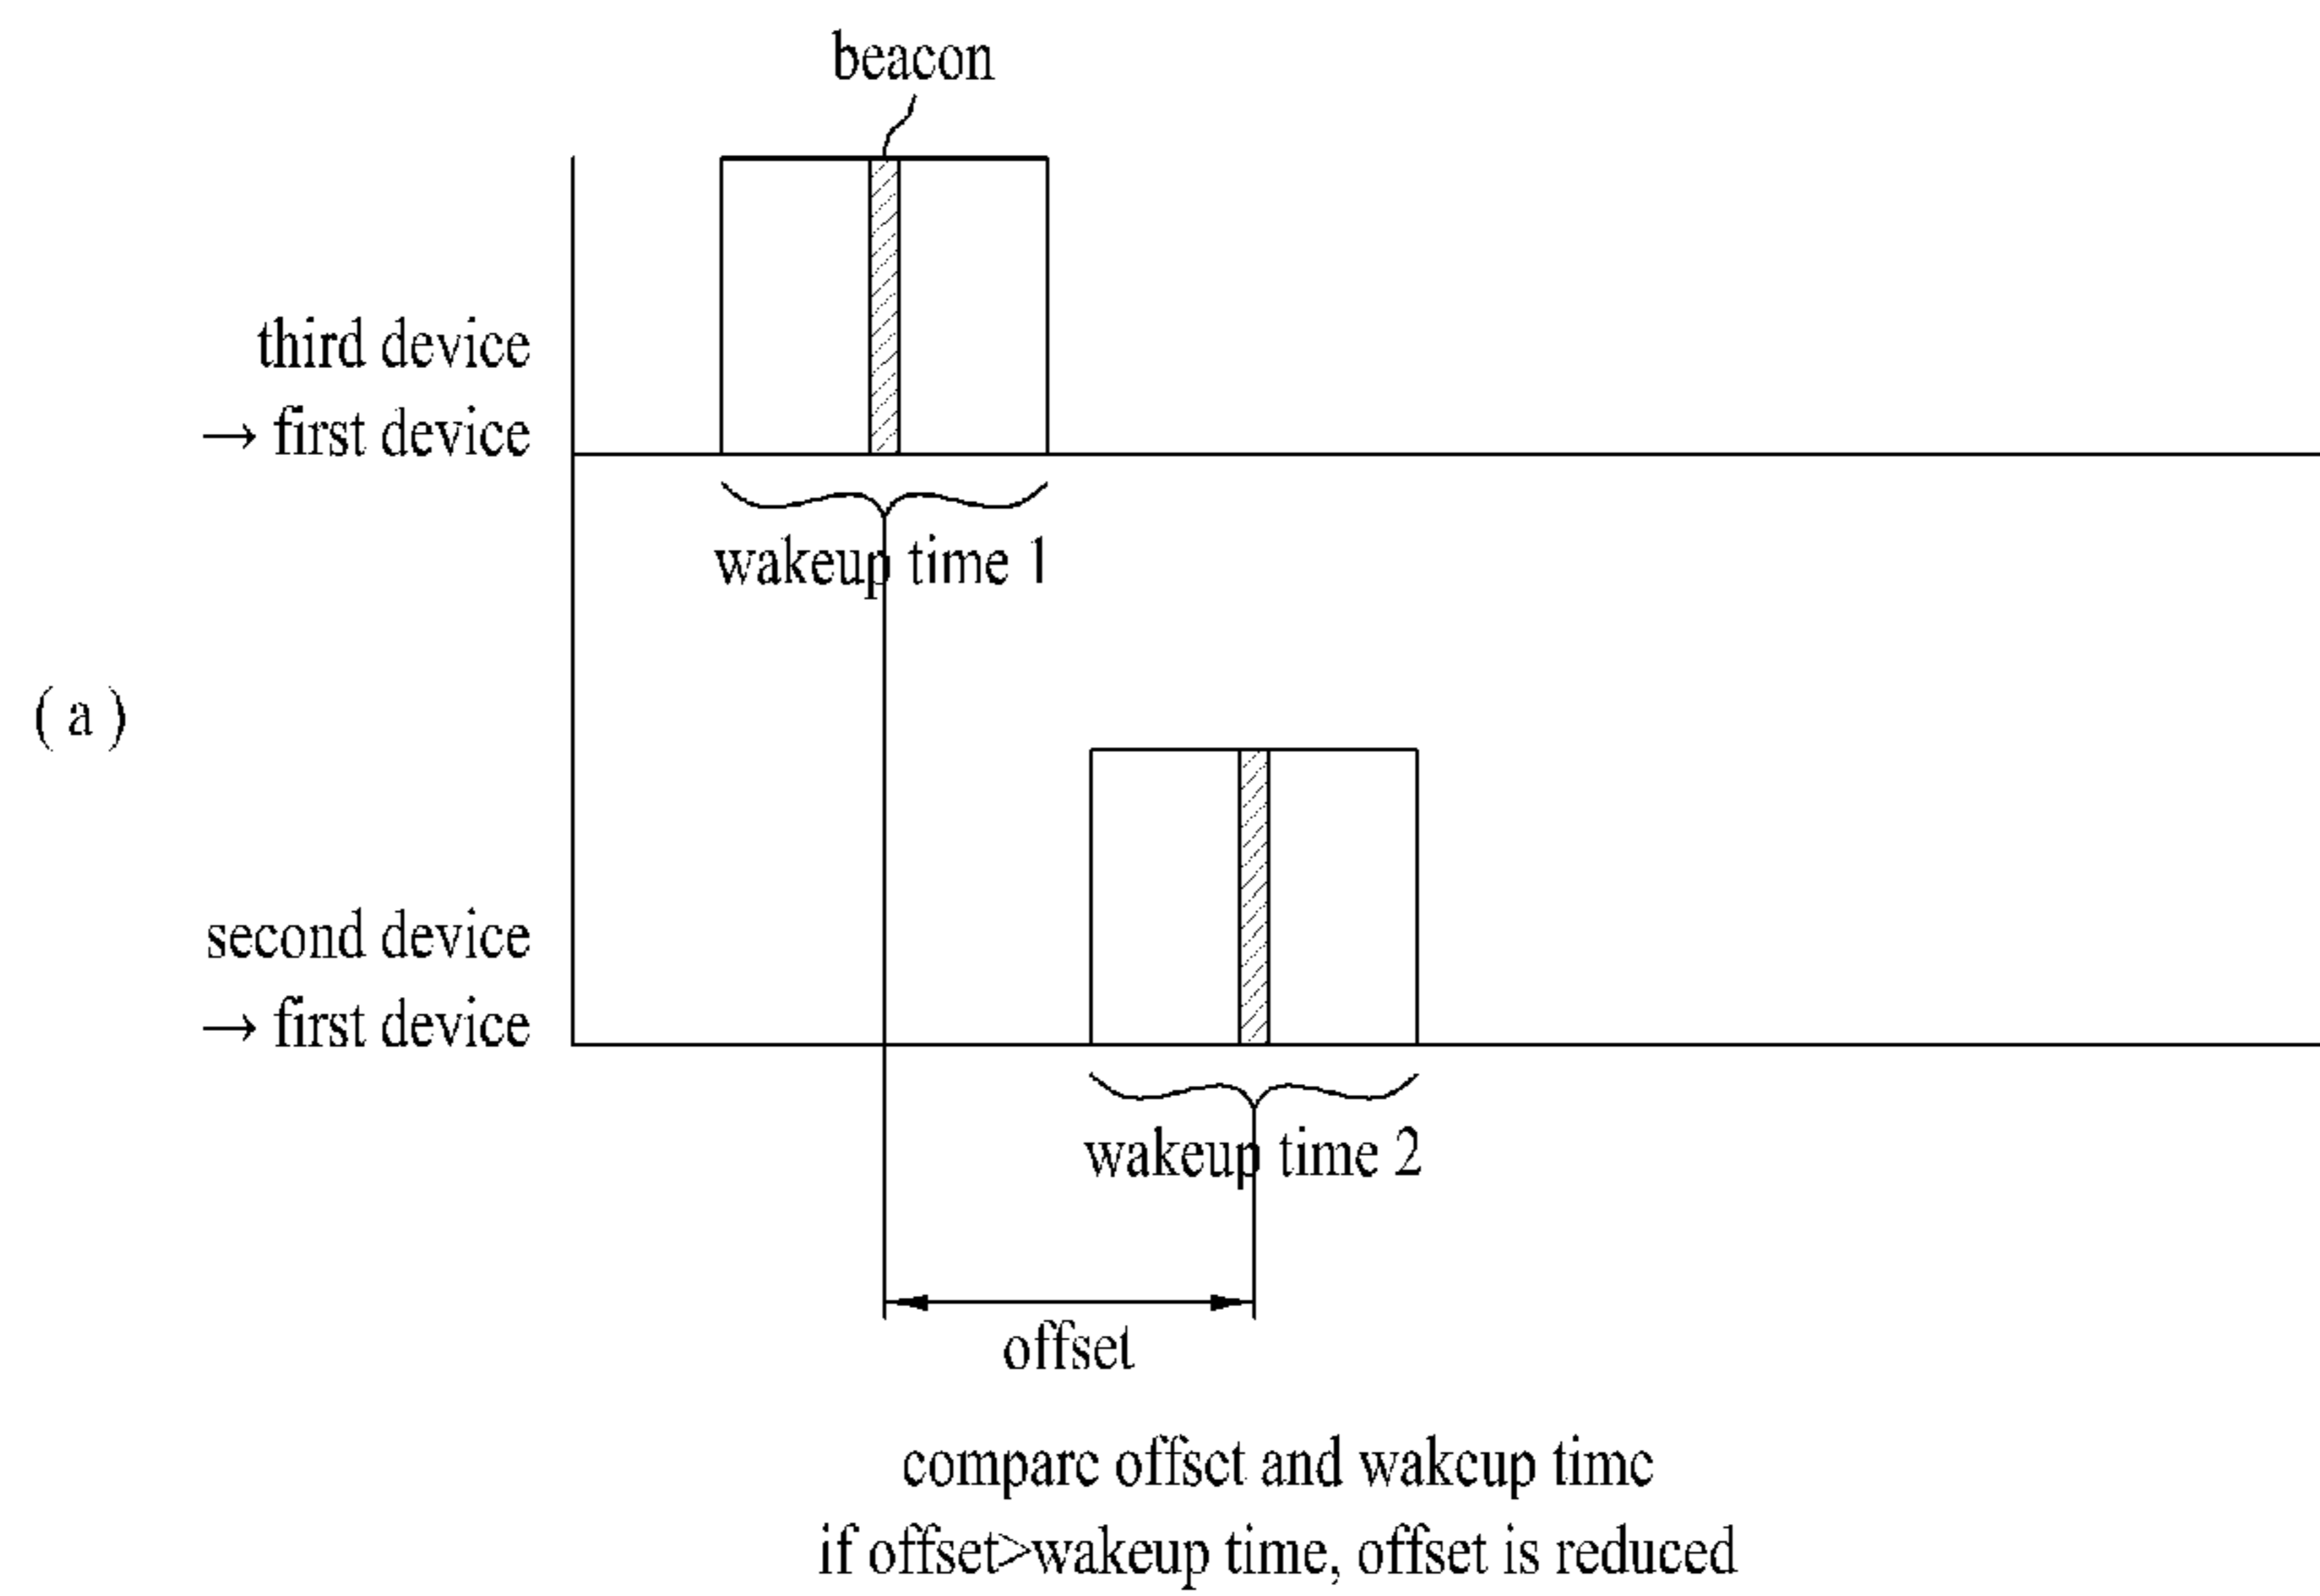 beacon
third device
→ first device
wakeup time 1
(a)
second device
→ first device
wakeup time 2
offset
compare offset and wakeup time
if offset>wakeup time, offset is reduced